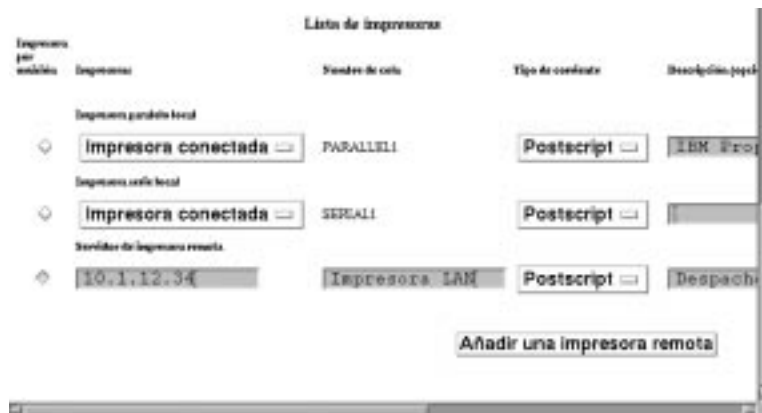 Lista de impresoras
Impresora
por
omisión Impresoras Nombre de cola Tipo de corriente Descripción
Impresora paralelo local
Impresora conectada PARALLEL1 Postscript IBM Prop
Impresora serie local
Impresora conectada SERIAL1 Postscript
Servidor de impresora remota
10.1.12.34 Impresora LAN Postscript Despach
Añadir una impresora remota